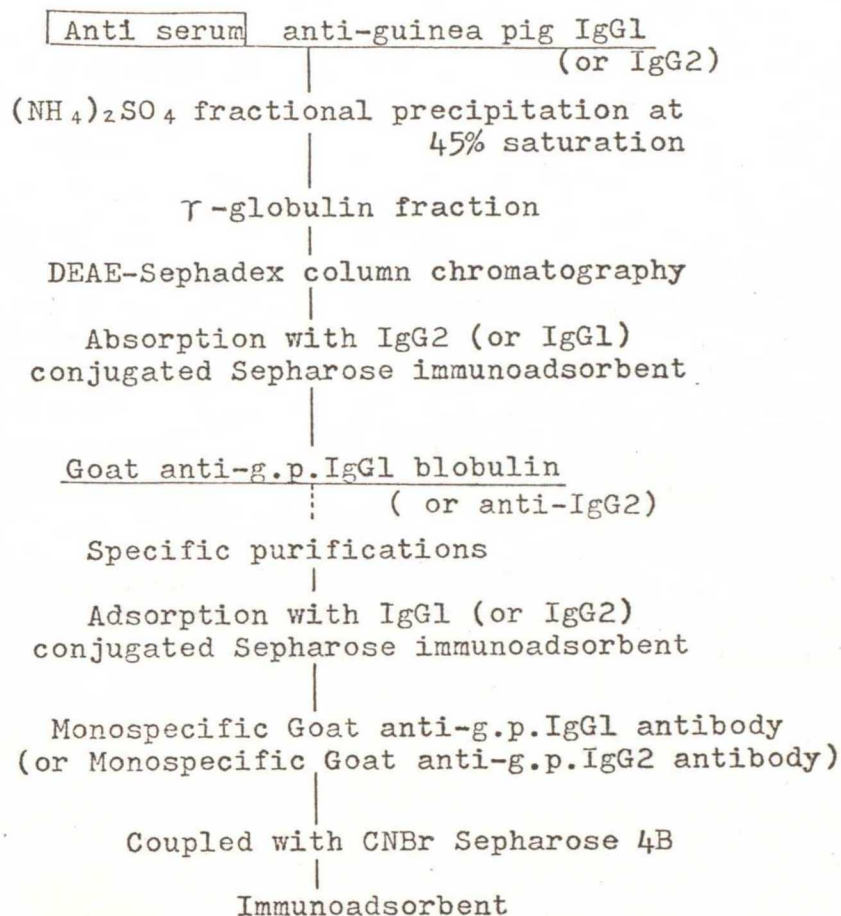 Anti serum anti-guinea pig IgG1
(or IgG2)
(NH4)2SO4 fractional precipitation at
45% saturation
γ-globulin fraction
DEAE-Sephadex column chromatography
Absorption with IgG2 (or IgG1)
conjugated Sepharose immunoadsorbent
Goat anti-g.p.IgG1 blobulin
( or anti-IgG2)
Specific purifications
Adsorption with IgG1 (or IgG2)
conjugated Sepharose immunoadsorbent
Monospecific Goat anti-g.p.IgG1 antibody
(or Monospecific Goat anti-g.p.IgG2 antibody)
Coupled with CNBr Sepharose 4B
Immunoadsorbent